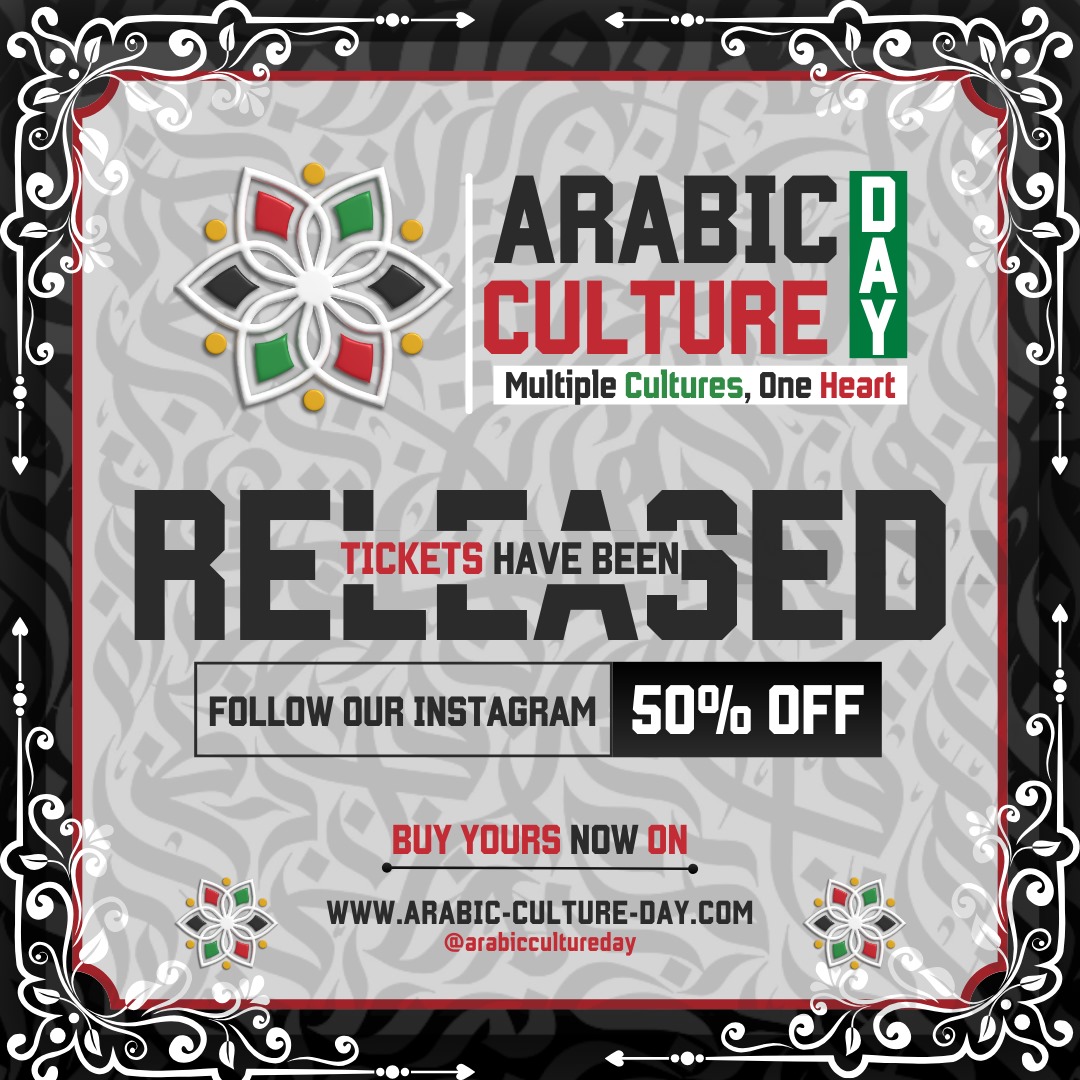 ARABIC
CULTURE
DAY
Multiple Cultures, One Heart
TICKETS HAVE BEEN
RELEASED
FOLLOW OUR INSTAGRAM
50% OFF
BUY YOURS NOW ON
WWW.ARABIC-CULTURE-DAY.COM
@arabiccultureday